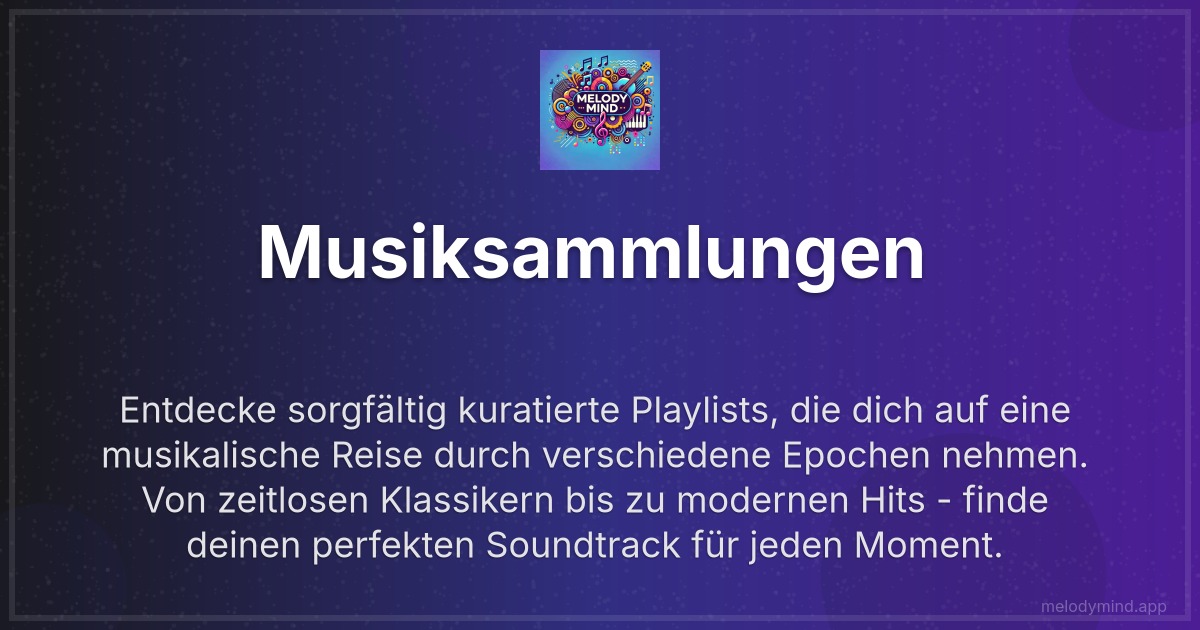 MELODY
MIND
Musiksammlungen
Entdecke sorgfältig kuratierte Playlists, die dich auf eine
musikalische Reise durch verschiedene Epochen nehmen.
Von zeitlosen Klassikern bis zu modernen Hits - finde
deinen perfekten Soundtrack für jeden Moment.
melodymind.app